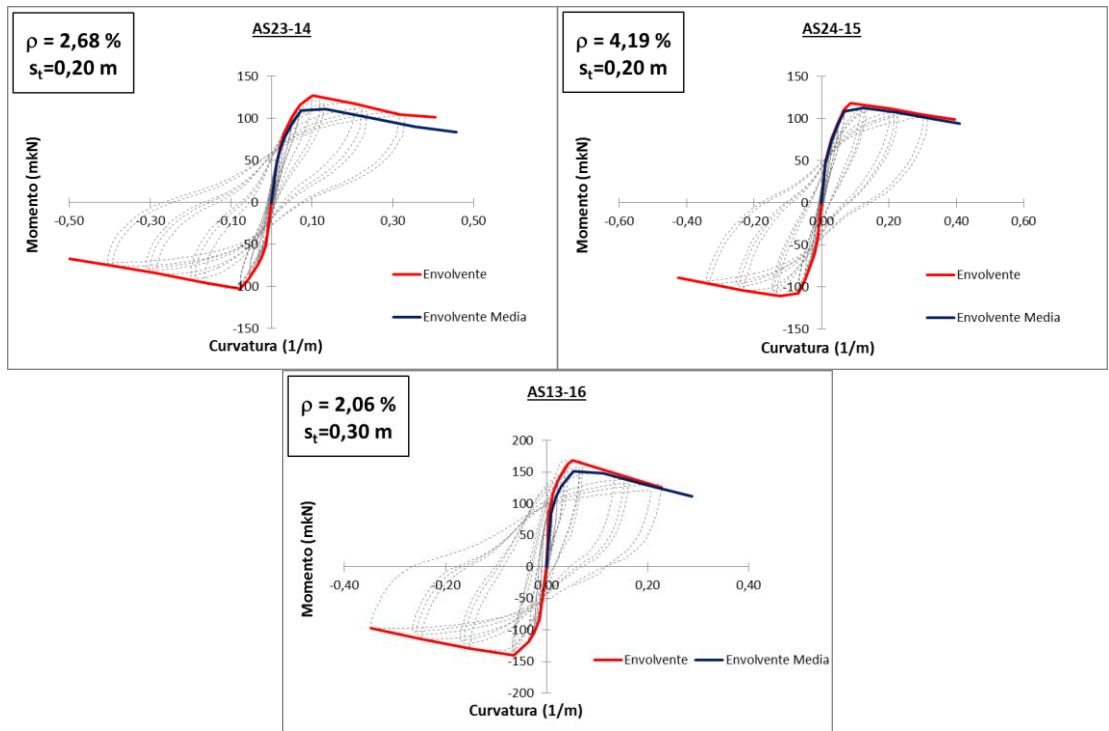 ρ = 2,68 %
sₜ=0,20 m
AS23-14
Momento (mkN)
150
100
50
0
-50
-100
-150
-0,50
-0,30
-0,10
0,10
0,30
0,50
Envolvente
Envolvente Media
Curvatura (1/m)
ρ = 4,19 %
sₜ=0,20 m
AS24-15
Momento (mkN)
150
100
50
0
-50
-100
-150
-0,60
-0,40
-0,20
0,00
0,20
0,40
0,60
Envolvente
Envolvente Media
Curvatura (1/m)
ρ = 2,06 %
sₜ=0,30 m
AS13-16
Momento (mkN)
200
150
100
50
0
-50
-100
-150
-200
-0,40
-0,20
0,00
0,20
0,40
Envolvente
Envolvente Media
Curvatura (1/m)